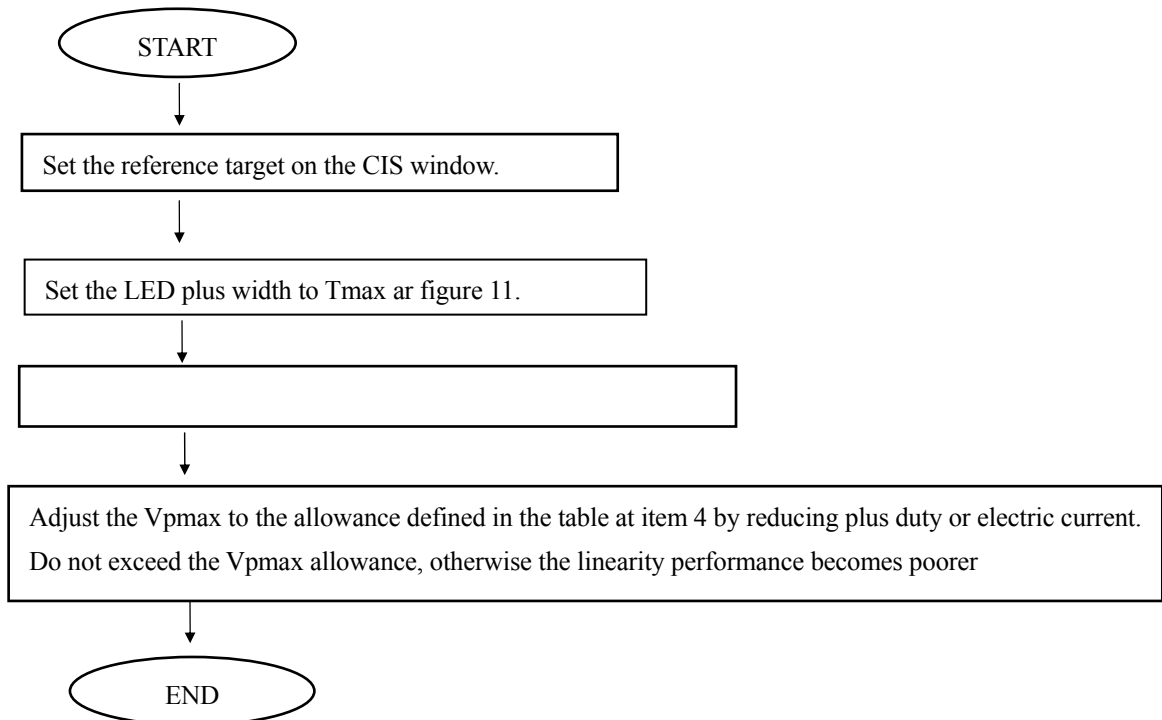 START
Set the reference target on the CIS window.
Set the LED plus width to Tmax ar figure 11.
Adjust the Vpmax to the allowance defined in the table at item 4 by reducing plus duty or electric current.
Do not exceed the Vpmax allowance, otherwise the linearity performance becomes poorer
END